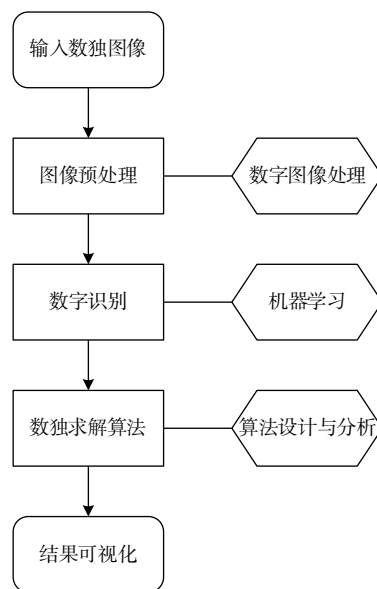 输入数独图像
图像预处理
数字图像处理
数字识别
机器学习
数独求解算法
算法设计与分析
结果可视化